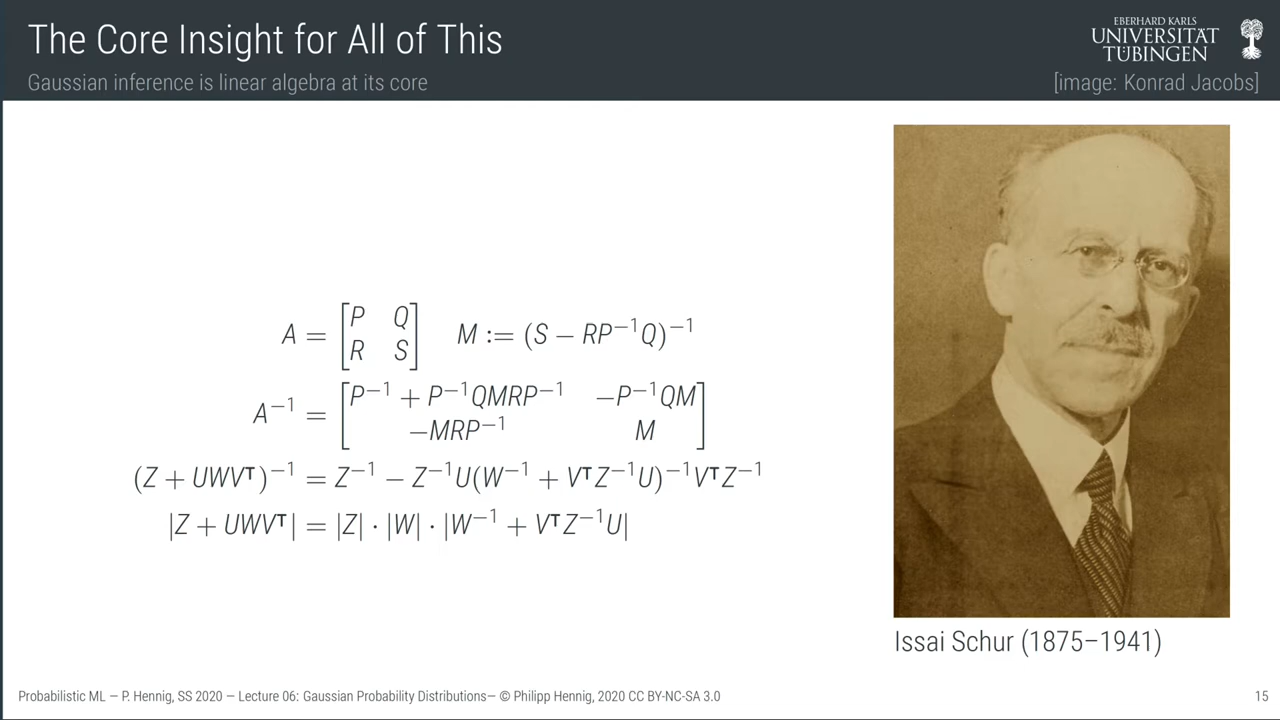 The Core Insight for All of This
Gaussian inference is linear algebra at its core
EBERHARD KARLS
UNIVERSITÄT
TÜBINGEN
[image: Konrad Jacobs]
A = [P Q; R S]  M := (S − RP⁻¹Q)⁻¹
A⁻¹ = [P⁻¹ + P⁻¹QMRP⁻¹  −P⁻¹QM; −MRP⁻¹  M]
(Z + UWVᵀ)⁻¹ = Z⁻¹ − Z⁻¹U(W⁻¹ + VᵀZ⁻¹U)⁻¹VᵀZ⁻¹
|Z + UWVᵀ| = |Z| · |W| · |W⁻¹ + VᵀZ⁻¹U|
Issai Schur (1875–1941)
Probabilistic ML — P. Hennig, SS 2020 — Lecture 06: Gaussian Probability Distributions— © Philipp Hennig, 2020 CC BY-NC-SA 3.0
15